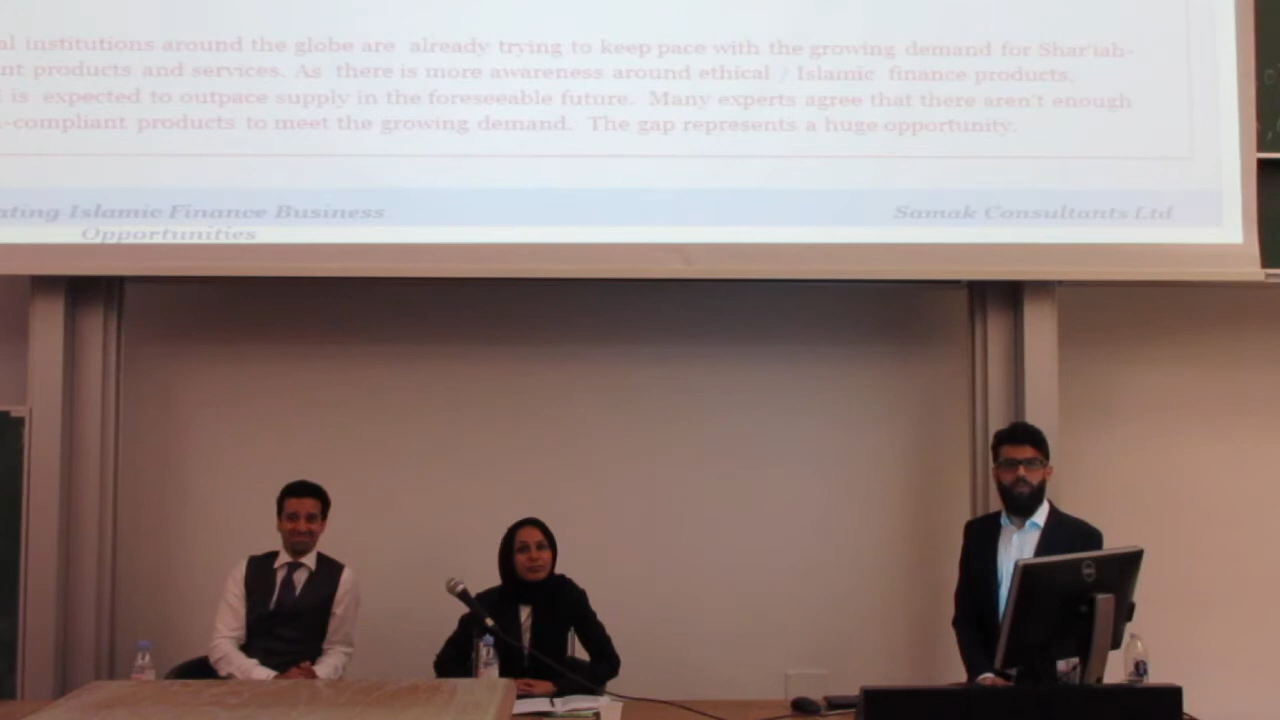 al institutions around the globe are already trying to keep pace with the growing demand for Shar'iah-
nt products and services. As there is more awareness around ethical / Islamic finance products,
is expected to outpace supply in the foreseeable future. Many experts agree that there aren't enough
-compliant products to meet the growing demand. The gap represents a huge opportunity.
ating Islamic Finance Business
Opportunities
Samak Consultants Ltd
DELL